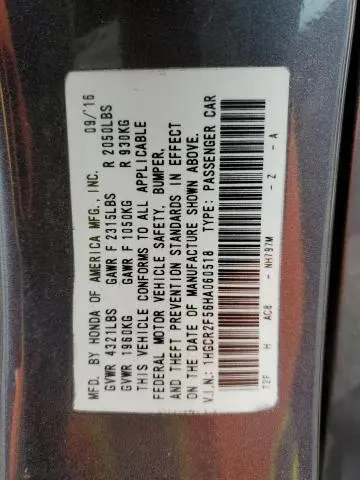 MFD. BY HONDA OF AMERICA MFG., INC. 09/'16
GVWR 4321LBS GAWR F 2315LBS R 2050LBS
GVWR 1960KG GAWR F 1050KG R 930KG
THIS VEHICLE CONFORMS TO ALL APPLICABLE
FEDERAL MOTOR VEHICLE SAFETY, BUMPER,
AND THEFT PREVENTION STANDARDS IN EFFECT
ON THE DATE OF MANUFACTURE SHOWN ABOVE.
V.I.N.: 1HGCR2F56HA060518 TYPE: PASSENGER CAR
T2F H AC8 NH797M - Z - A